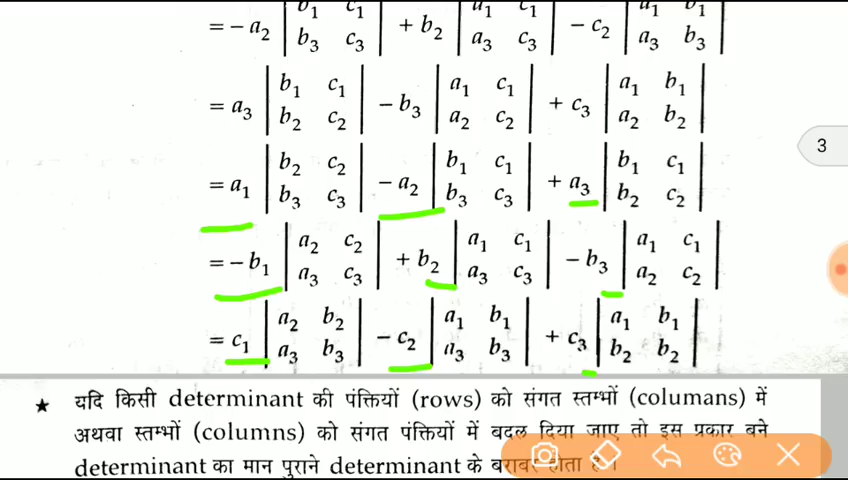 = − a₂ | b₁ c₁ | + b₂ | a₁ c₁ | − c₂ | a₁ b₁ |
| b₃ c₃ | | a₃ c₃ | | a₃ b₃ |
= a₃ | b₁ c₁ | − b₃ | a₁ c₁ | + c₃ | a₁ b₁ |
| b₂ c₂ | | a₂ c₂ | | a₂ b₂ |
= a₁ | b₂ c₂ | − a₂ | b₁ c₁ | + a₃ | b₁ c₁ |
| b₃ c₃ | | b₃ c₃ | | b₂ c₂ |
= − b₁ | a₂ c₂ | + b₂ | a₁ c₁ | − b₃ | a₁ c₁ |
| a₃ c₃ | | a₃ c₃ | | a₂ c₂ |
= c₁ | a₂ b₂ | − c₂ | a₁ b₁ | + c₃ | a₁ b₁ |
| a₃ b₃ | | a₃ b₃ | | b₂ b₂ |
3
★ यदि किसी determinant की पंक्तियों (rows) को संगत स्तम्भों (columans) में
अथवा स्तम्भों (columns) को संगत पंक्तियों में बदल दिया जाए तो इस प्रकार बने
determinant का मान पुराने determinant के बराबर होता है।